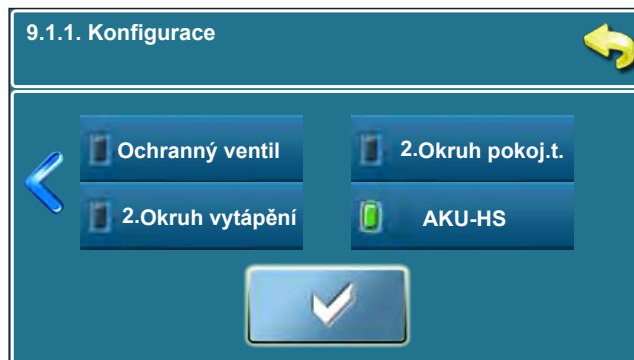 9.1.1. Konfigurace
Ochranný ventil
2.Okruh pokoj.t.
2.Okruh vytápění
AKU-HS